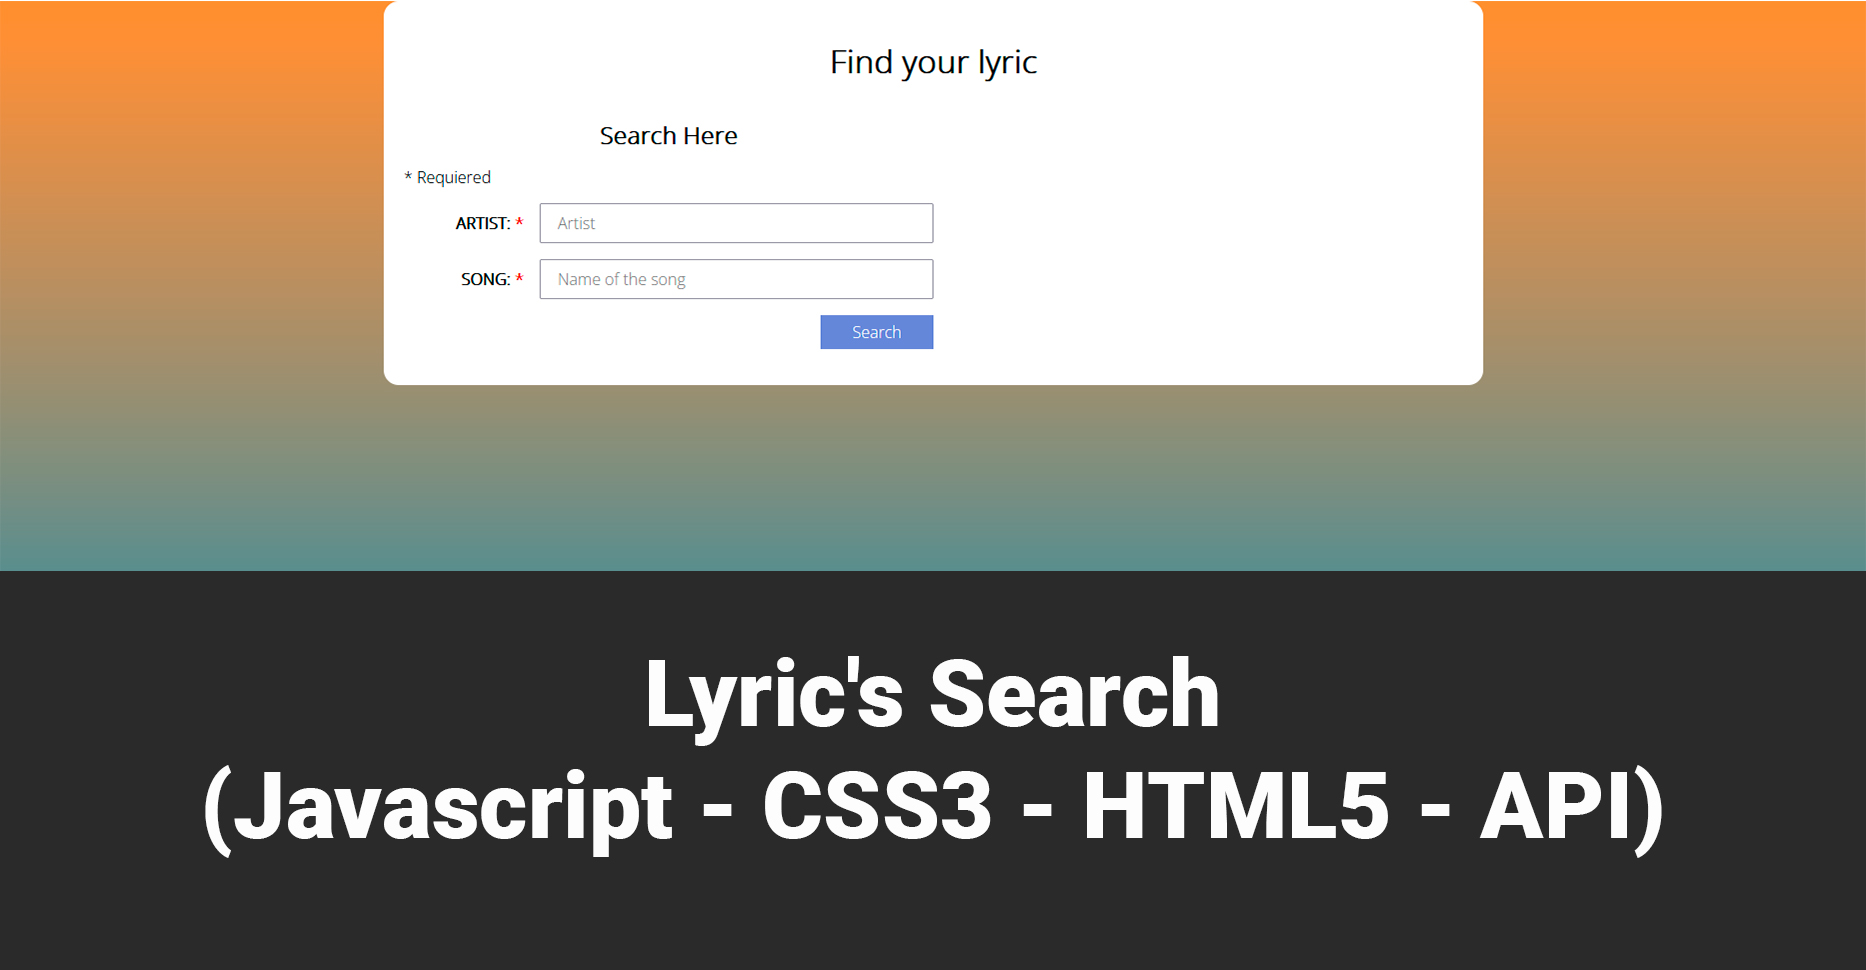 Find your lyric
Search Here
* Requiered
ARTIST: * Artist
SONG: * Name of the song
Search
Lyric's Search
(Javascript - CSS3 - HTML5 - API)